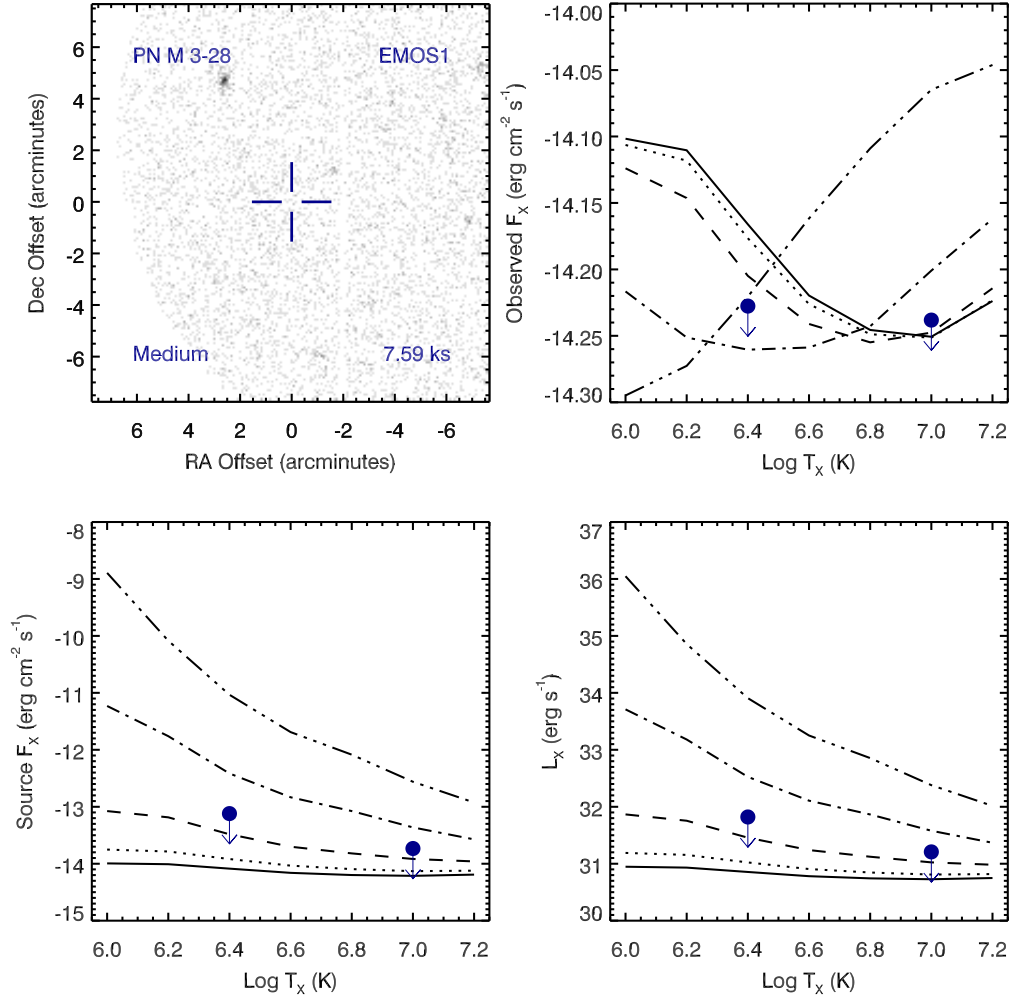 PN M 3-28 EMOS1
Medium 7.59 ks
6
4
2
0
-2
-4
-6
Dec Offset (arcminutes)
6 4 2 0 -2 -4 -6
RA Offset (arcminutes)
-14.00
-14.05
-14.10
-14.15
-14.20
-14.25
-14.30
Observed Fₓ (erg cm⁻² s⁻¹)
6.0 6.2 6.4 6.6 6.8 7.0 7.2
Log Tₓ (K)
-8
-9
-10
-11
-12
-13
-14
-15
Source Fₓ (erg cm⁻² s⁻¹)
6.0 6.2 6.4 6.6 6.8 7.0 7.2
Log Tₓ (K)
37
36
35
34
33
32
31
30
Lₓ (erg s⁻¹)
6.0 6.2 6.4 6.6 6.8 7.0 7.2
Log Tₓ (K)